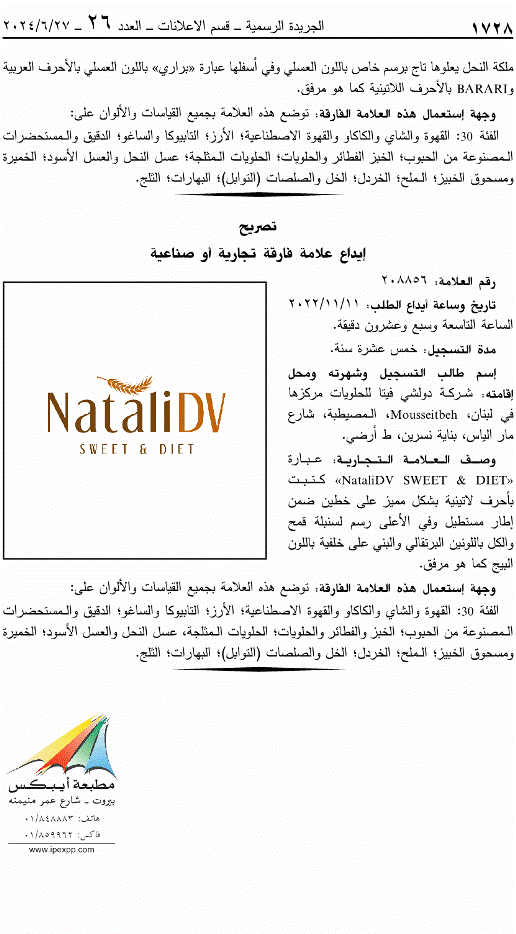 ١٧٢٨
الجريدة الرسمية ـ قسم الاعلانات ـ العدد ٢٦ ـ ٢٠٢٤/٦/٢٧
ملكة النحل يعلوها تاج برسم خاص باللون العسلي وفي أسفلها عبارة «براري» باللون العسلي بالأحرف العربية
وBARARI بالأحرف اللاتينية كما هو مرفق.
وجهة إستعمال هذه العلامة الفارقة: توضع هذه العلامة بجميع القياسات والألوان على:
الفئة 30: القهوة والشاي والكاكاو والقهوة الاصطناعية؛ الأرز؛ التابيوكا والساغو؛ الدقيق والمستحضرات
المصنوعة من الحبوب؛ الخبز الفطائر والحلويات؛ الحلويات المثلجة؛ عسل النحل والعسل الأسود؛ الخميرة
ومسحوق الخبيز؛ الملح؛ الخردل؛ الخل والصلصات (التوابل)؛ البهارات؛ الثلج.
تصريح
إيداع علامة فارقة تجارية أو صناعية
رقم العلامة: ٢٠٨٨٥٦
تاريخ وساعة أيداع الطلب: ٢٠٢٢/١١/١١
الساعة التاسعة وسبع وعشرون دقيقة.
مدة التسجيل: خمس عشرة سنة.
إسم طالب التسجيل وشهرته ومحل
إقامته: شركة دولشي فيتا للحلويات مركزها
في لبنان، Mousseitbeh، المصيطبة، شارع
مار الياس، بناية نسرين، ط أرضي.
وصف العلامة التجارية: عبارة
«NataliDV SWEET & DIET» كتبت
بأحرف لاتينية بشكل مميز على خطين ضمن
إطار مستطيل وفي الأعلى رسم لسنبلة قمح
والكل باللونين البرتقالي والبني على خلفية باللون
البيج كما هو مرفق.
NataliDV
SWEET & DIET
وجهة إستعمال هذه العلامة الفارقة: توضع هذه العلامة بجميع القياسات والألوان على:
الفئة 30: القهوة والشاي والكاكاو والقهوة الاصطناعية؛ الأرز؛ التابيوكا والساغو؛ الدقيق والمستحضرات
المصنوعة من الحبوب؛ الخبز والفطائر والحلويات؛ الحلويات المثلجة، عسل النحل والعسل الأسود؛ الخميرة
ومسحوق الخبيز؛ الملح؛ الخردل؛ الخل والصلصات (التوابل)؛ البهارات؛ الثلج.
مطبعة أيبكس
بيروت ـ شارع عمر منيمنه
هاتف: ٠١/٨٤٨٨٨٣
فاكس: ٠١/٨٥٩٩٦٢
www.ipexpp.com